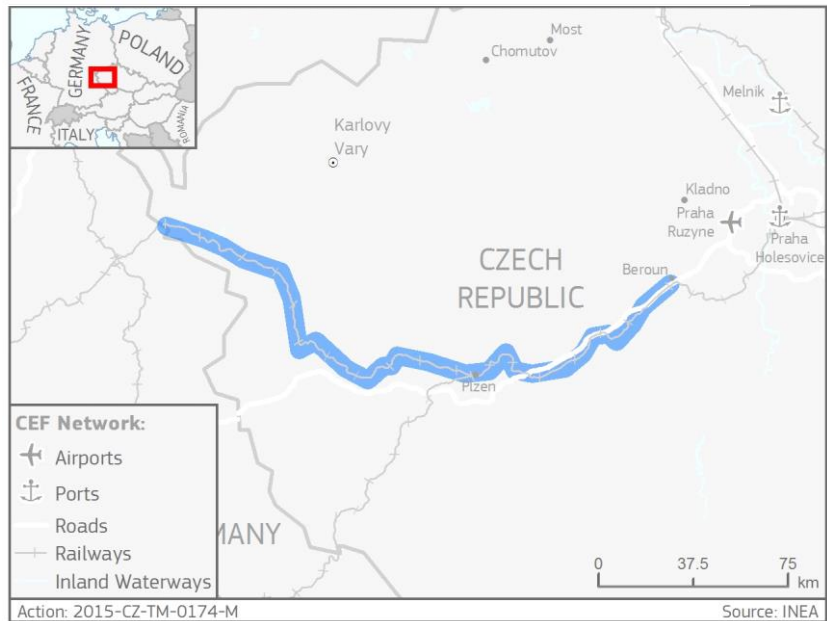 POLAND
GERMANY
FRANCE
ITALY
ROMANIA
Most
Chomutov
Melnik
Karlovy
Vary
Kladno
Praha
Ruzyne
Praha
Holesovice
Beroun
CZECH
REPUBLIC
Plzen
MANY
CEF Network:
Airports
Ports
Roads
Railways
Inland Waterways
0 37.5 75
km
Action: 2015-CZ-TM-0174-M
Source: INEA